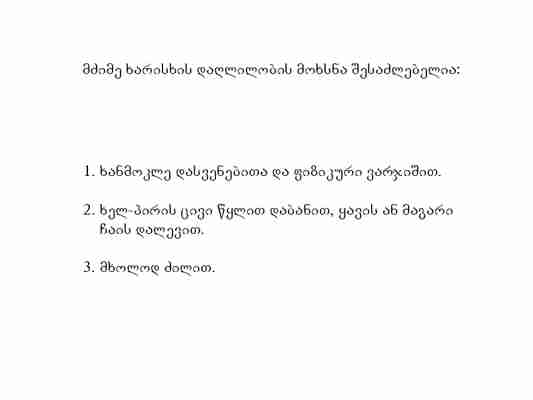 მძიმე ხარისხის დაღლილობის მოხსნა შესაძლებელია:
1. ხანმოკლე დასვენებითა და ფიზიკური ვარჯიშით.
2. ხელ-პირის ცივი წყლით დაბანით, ყავის ან მაგარი
ჩაის დალევით.
3. მხოლოდ ძილით.